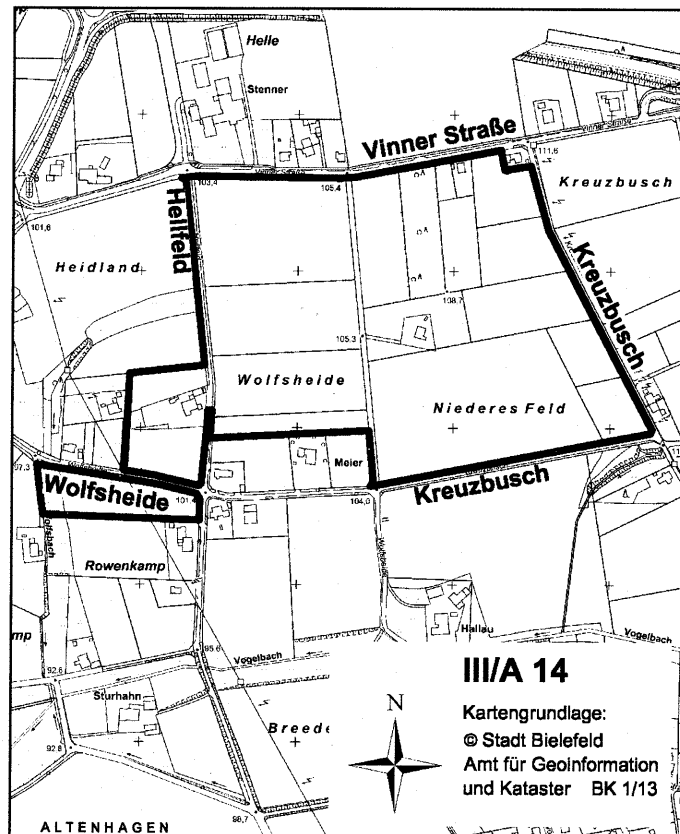 Helle
Stenner
Vinner Straße
Vinner Straße
111,6
Kreuzbusch
103,4
105,4
Hellfeld
101,6
Heidland
Kreuzbusch
108,7
105,3
Wolfsheide
Niederes Feld
Meier
97,3
Wolfsheide
101,4
104,0
Kreuzbusch
Rowenkamp
Hallau
Vogelbach
95,6
Vogelbach
92,6
Sturhahn
92,8
Breede
98,7
ALTENHAGEN
III/A 14
N
Kartengrundlage:
© Stadt Bielefeld
Amt für Geoinformation
und Kataster BK 1/13